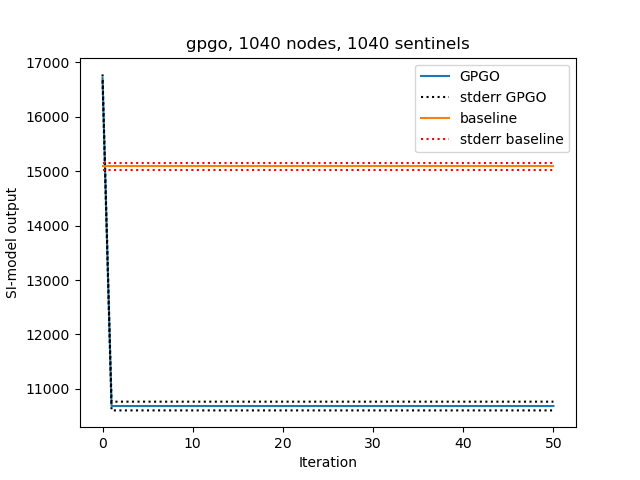 gpgo, 1040 nodes, 1040 sentinels
17000
16000
15000
14000
13000
12000
11000
SI-model output
GPGO
stderr GPGO
baseline
stderr baseline
0 10 20 30 40 50
Iteration